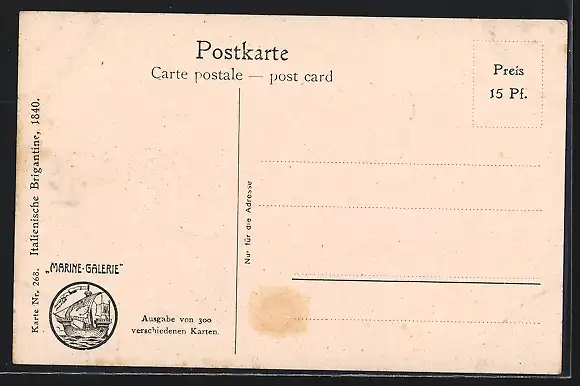 Postkarte
Carte postale — post card
Preis
15 Pf.
Karte Nr. 268. Italienische Brigantine, 1840.
Nur für die Adresse
„MARINE-GALERIE“
Ausgabe von 300
verschiedenen Karten.